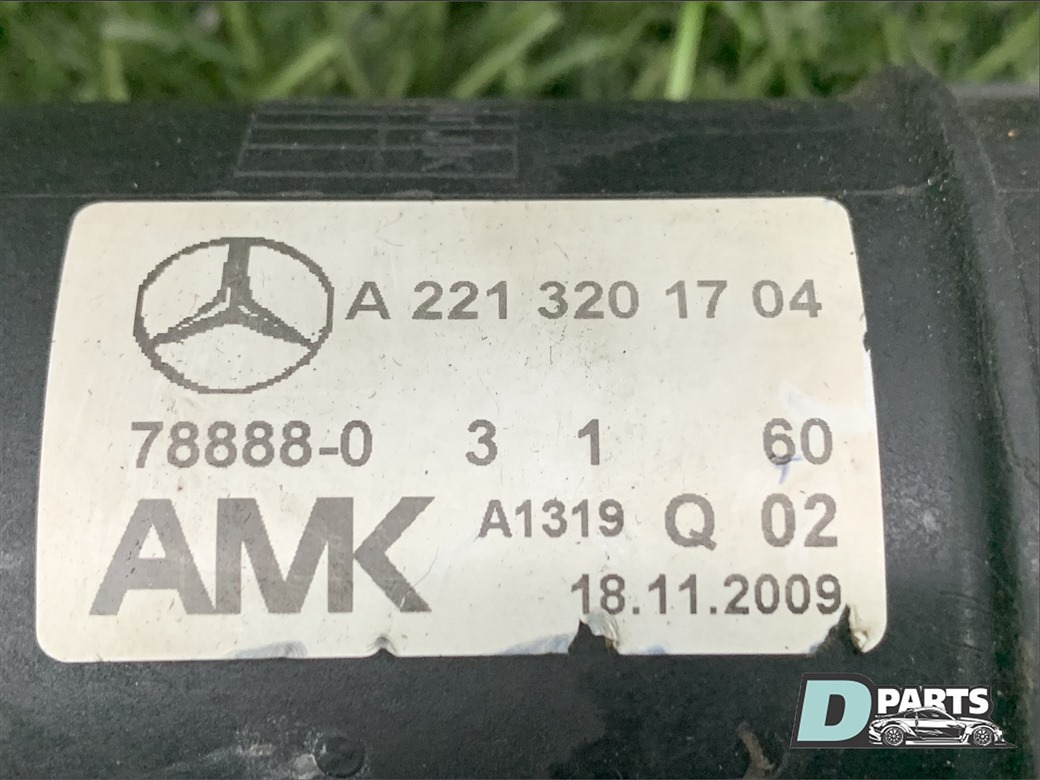 A 221 320 17 04
78888-0 3 1 60
AMK A1319 Q 02
18.11.2009
D PARTS